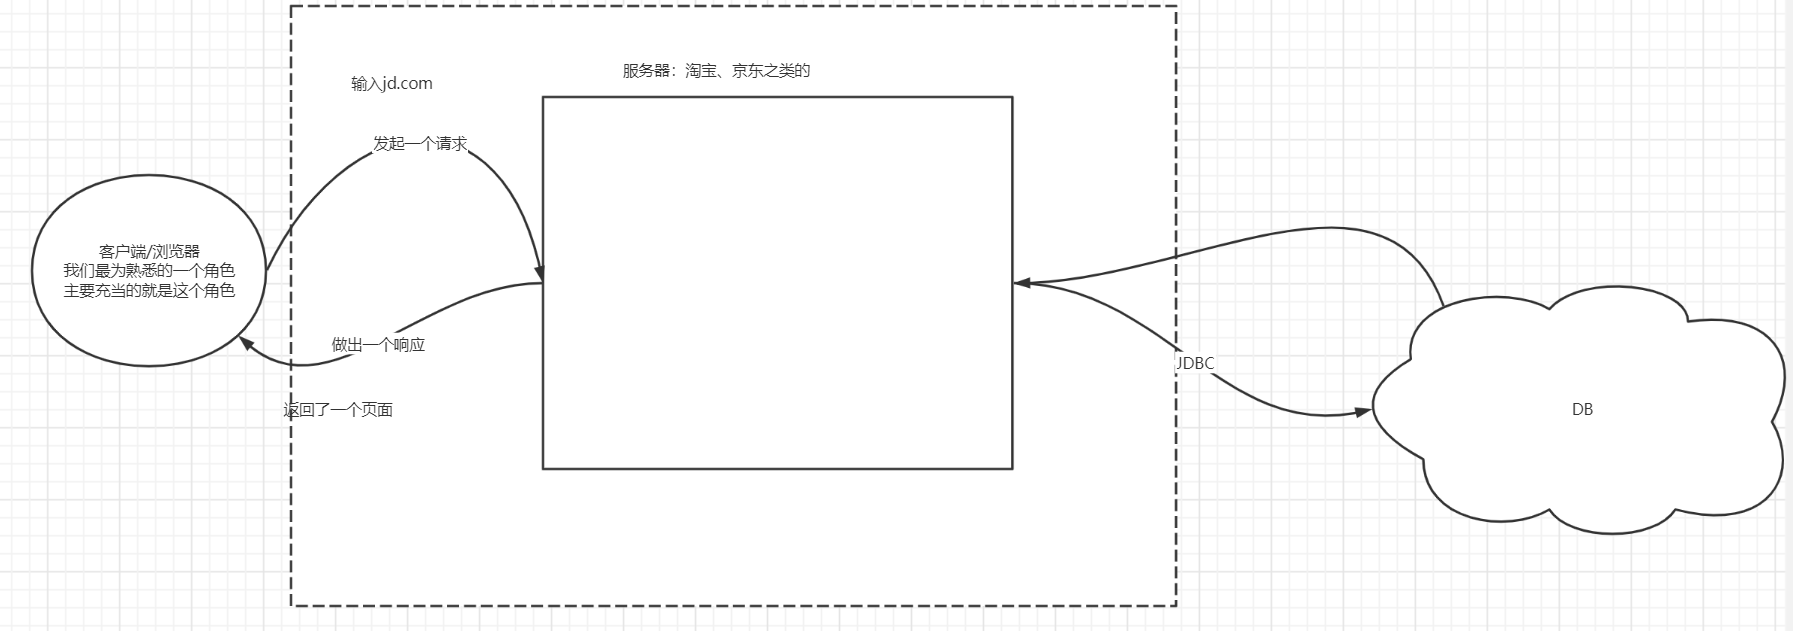 服务器：淘宝、京东之类的
输入jd.com
发起一个请求
客户端/浏览器
我们最为熟悉的一个角色
主要充当的就是这个角色
做出一个响应
返回了一个页面
JDBC
DB